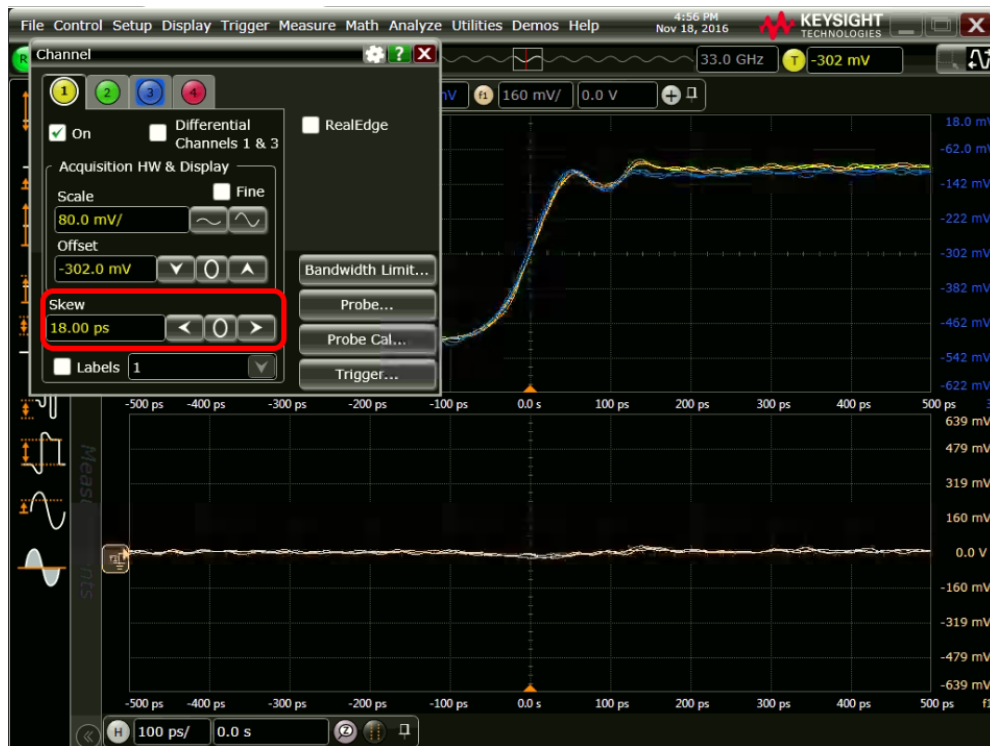 File Control Setup Display Trigger Measure Math Analyze Utilities Demos Help
4:56 PM
Nov 18, 2016
KEYSIGHT
TECHNOLOGIES
Channel
33.0 GHz
T
-302 mV
1 2 3 4
f1
160 mV/
0.0 V
On
Differential
Channels 1 & 3
RealEdge
Acquisition HW & Display
Scale
Fine
80.0 mV/
Offset
-302.0 mV
0
Bandwidth Limit...
Skew
18.00 ps
0
Probe...
Probe Cal...
Labels
1
Trigger...
18.0 mV
-62.0 mV
-142 mV
-222 mV
-302 mV
-382 mV
-462 mV
-542 mV
-622 mV
-500 ps -400 ps -300 ps -200 ps -100 ps 0.0 s 100 ps 200 ps 300 ps 400 ps 500 ps
639 mV
479 mV
319 mV
160 mV
0.0 V
-160 mV
-319 mV
-479 mV
-639 mV
Measurements
-500 ps -400 ps -300 ps -200 ps -100 ps 0.0 s 100 ps 200 ps 300 ps 400 ps 500 ps f1
H
100 ps/
0.0 s